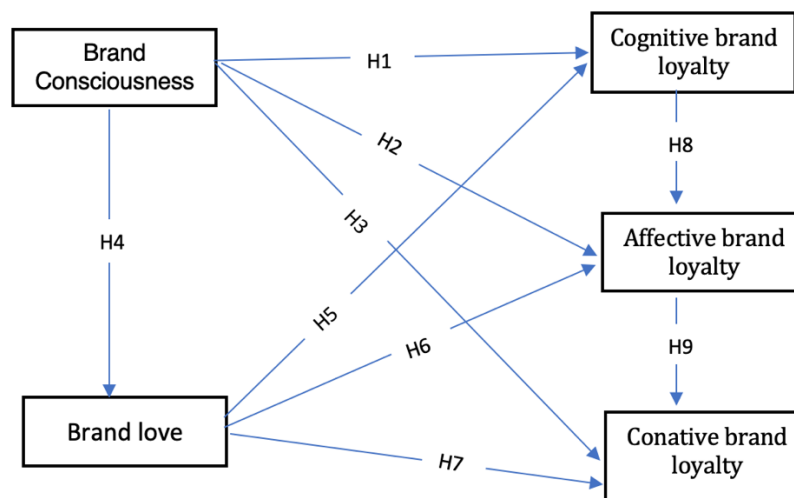 Brand
Consciousness
Cognitive brand
loyalty
H1
H2
H8
H3
H4
Affective brand
loyalty
H5
H6
H9
Brand love
H7
Conative brand
loyalty